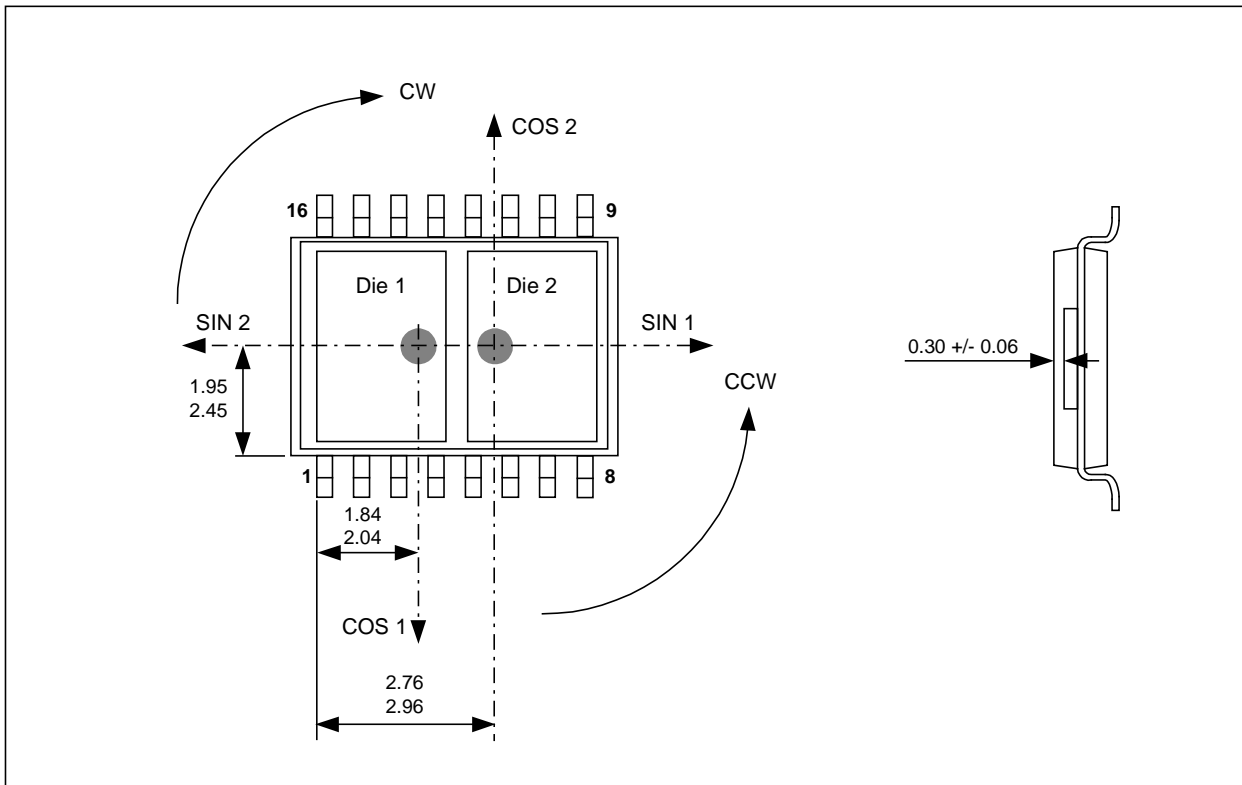 CW
COS 2
16
9
Die 1
Die 2
SIN 2
SIN 1
0.30 +/- 0.06
1.95
2.45
CCW
1
8
1.84
2.04
COS 1
2.76
2.96